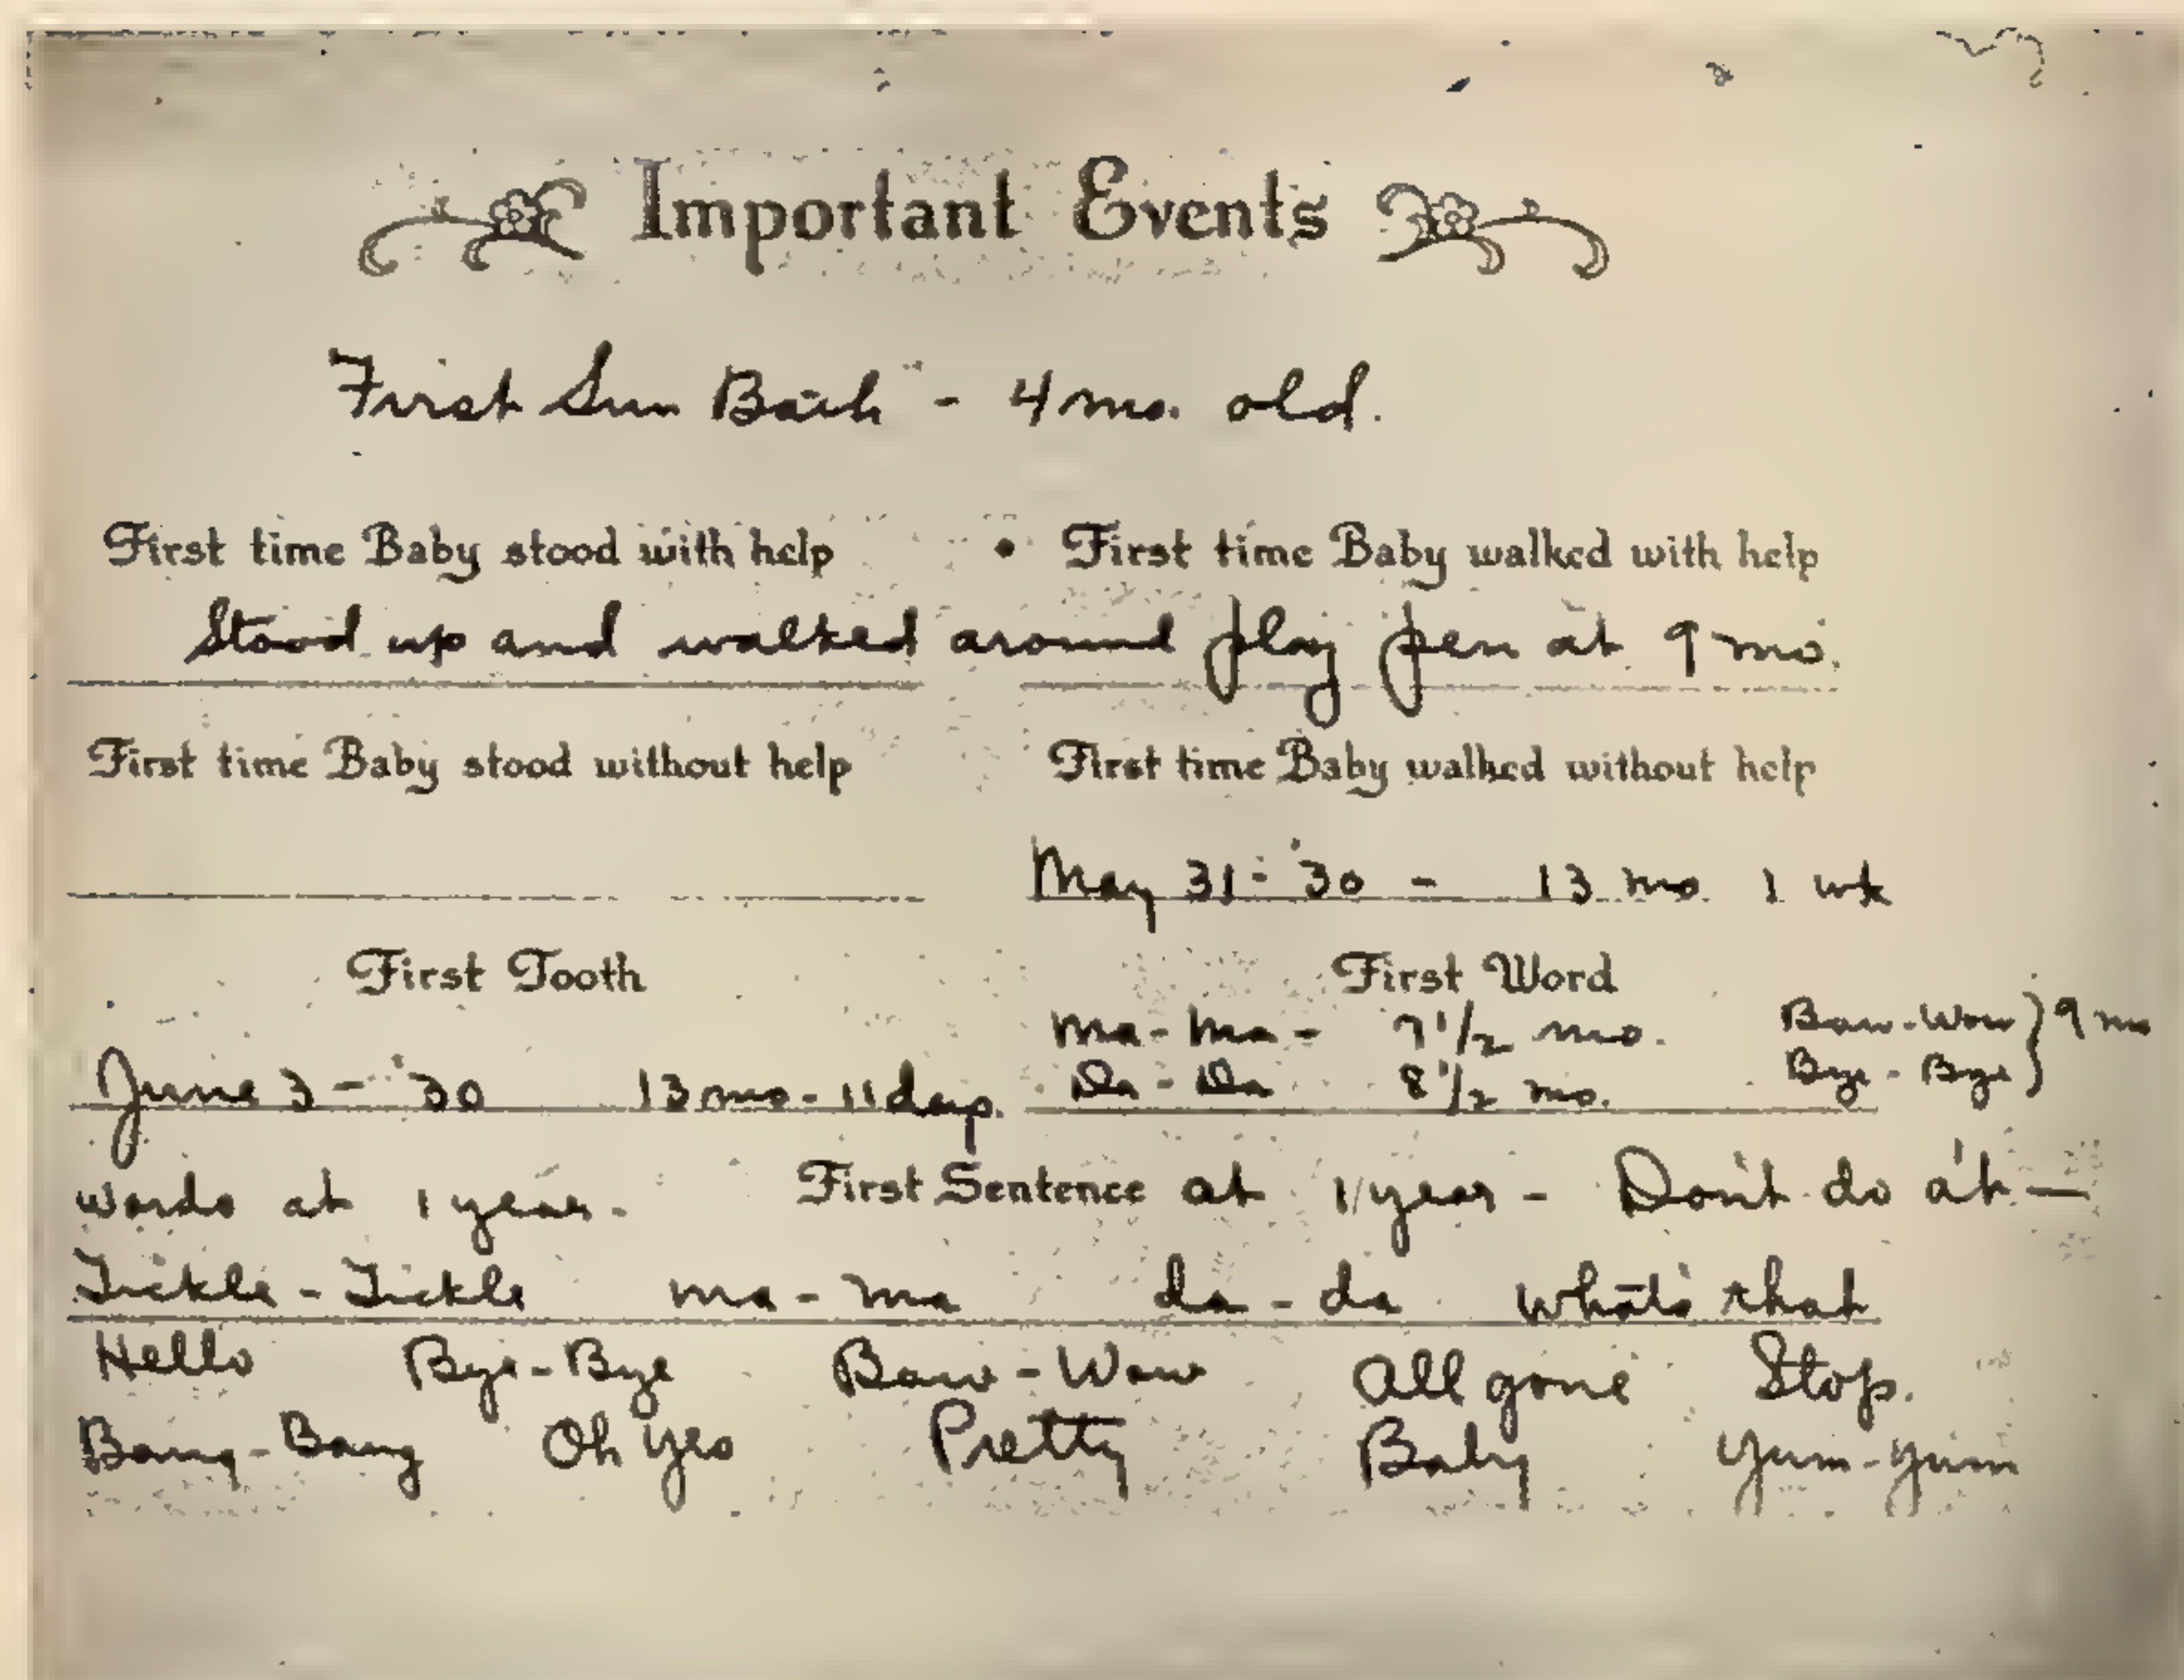 Important Events
First Sun Bath - 4 mo. old.
First time Baby stood with help First time Baby walked with help
Stood up and walked around play pen at 9 mo.
First time Baby stood without help First time Baby walked without help
May 31 - '30 - 13 mo 1 wk
First Tooth First Word
Ma-Ma - 7 1/2 mo. Bow-Wow } 9 mo
June 3 - '30 13 mo - 11 days. Da-Da 8 1/2 mo. Bye-Bye
words at 1 year. First Sentence at 1 year - Don't do 'at —
Tickle-Tickle ma-ma da-da what's that
Hello Bye-Bye Bow-Wow All gone Stop.
Bang-Bang Oh yes Pretty Baby yum-yum